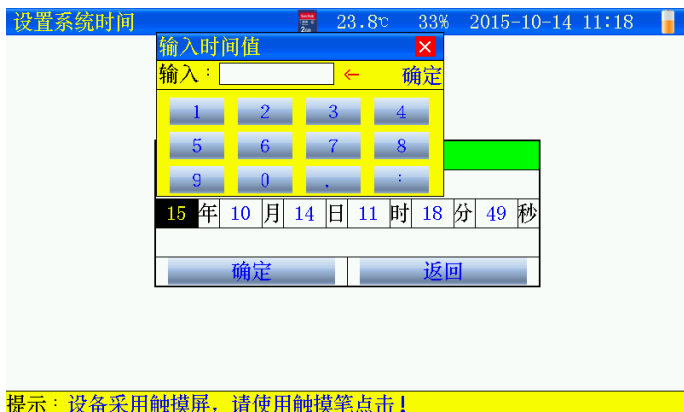 设置系统时间 23.8℃ 33% 2015-10-14 11:18
输入时间值
输入: ← 确定
1 2 3 4
5 6 7 8
9 0 . :
15 年 10 月 14 日 11 时 18 分 49 秒
确定 返回
提示:设备采用触摸屏,请使用触摸笔点击!